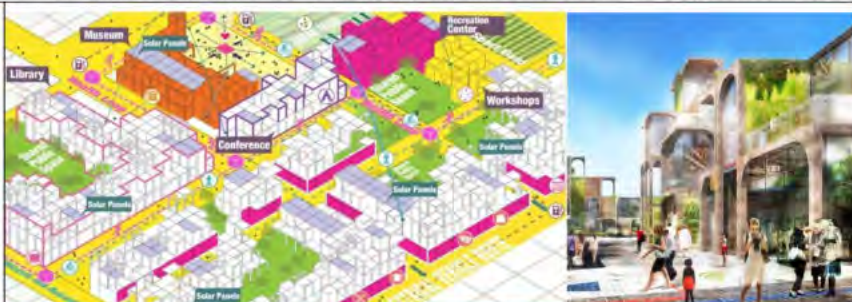 Museum
Solar Panels
Recreation
Center
Library
Workshops
Conference
Solar Panels
Solar Panels
Solar Panels
Solar Panels